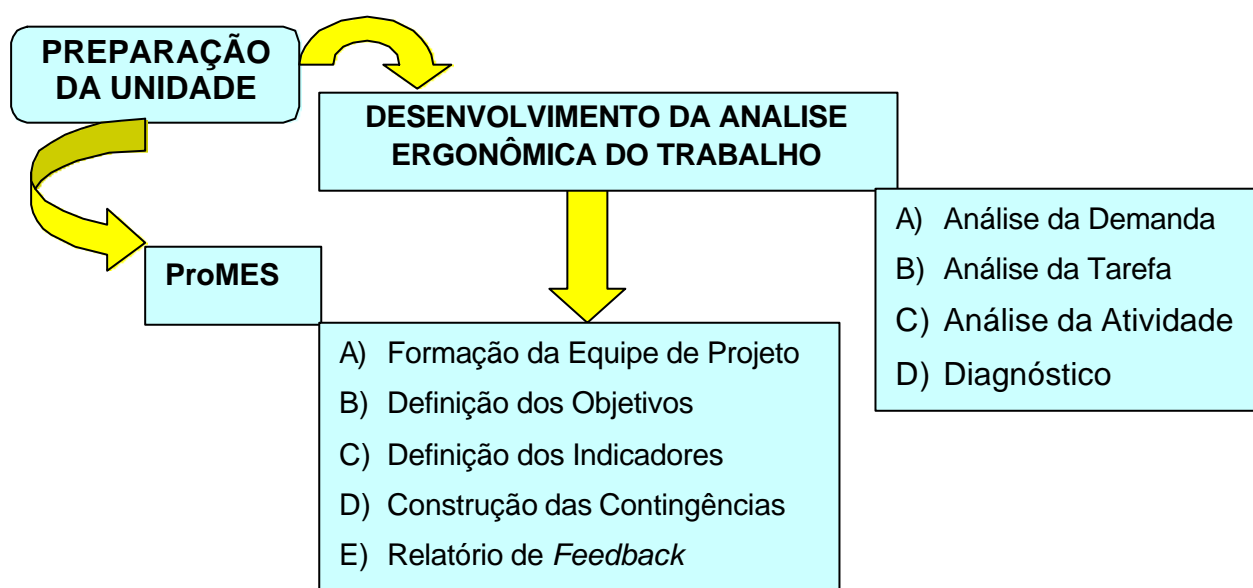 PREPARAÇÃO
DA UNIDADE
DESENVOLVIMENTO DA ANALISE
ERGONÔMICA DO TRABALHO
A) Análise da Demanda
B) Análise da Tarefa
C) Análise da Atividade
D) Diagnóstico
ProMES
A) Formação da Equipe de Projeto
B) Definição dos Objetivos
C) Definição dos Indicadores
D) Construção das Contingências
E) Relatório de Feedback